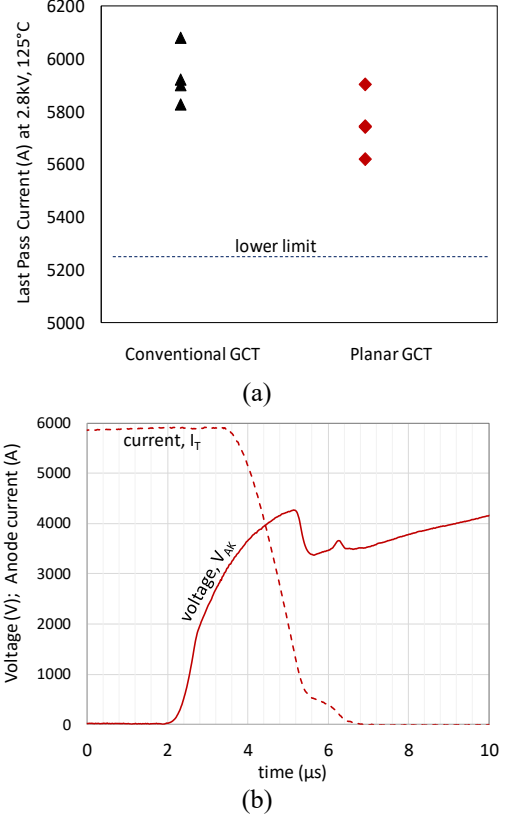 6200
6000
5800
5600
5400
5200
5000
Last Pass Current (A) at 2.8kV, 125°C
lower limit
Conventional GCT
Planar GCT
(a)
6000
5000
4000
3000
2000
1000
0
Voltage (V); Anode current (A)
current, I_T
voltage, V_AK
0 2 4 6 8 10
time (µs)
(b)